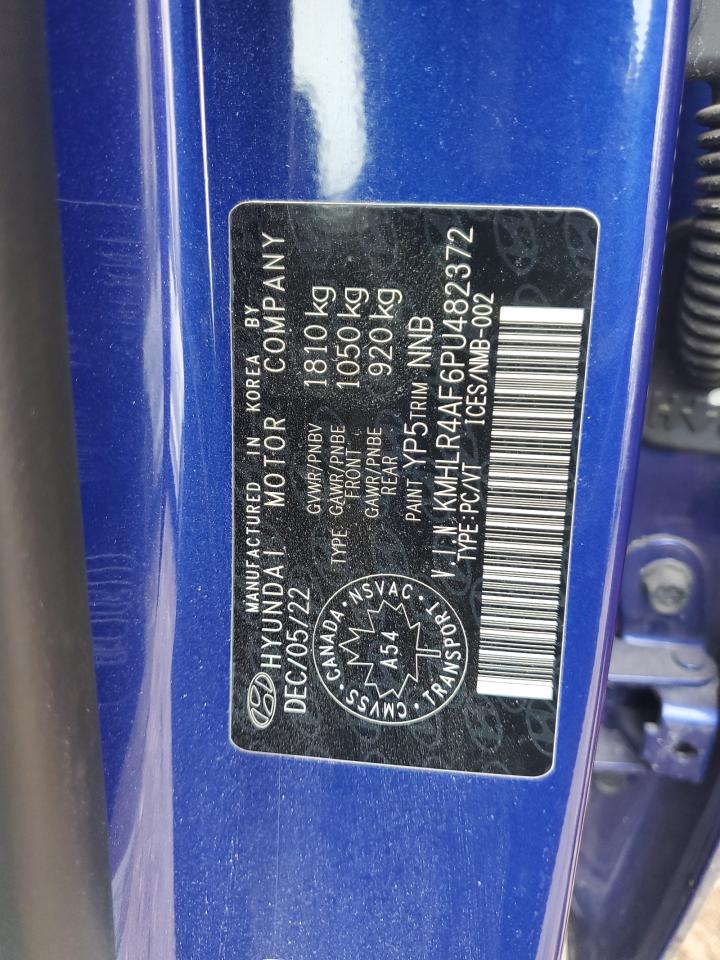 MANUFACTURED IN KOREA BY
HYUNDAI MOTOR COMPANY
DEC/05/22
GVWR/PNBV 1810 kg
TYPE GAWR/PNBE FRONT 1050 kg
GAWR/PNBE REAR 920 kg
PAINT YP5 TRIM NNB
CANADA · NSVAC · TRANSPORT · CMVSS ·
A54
V.I.N KMHLR4AF6PU482372
TYPE:PC/VT ICES/NMB-002